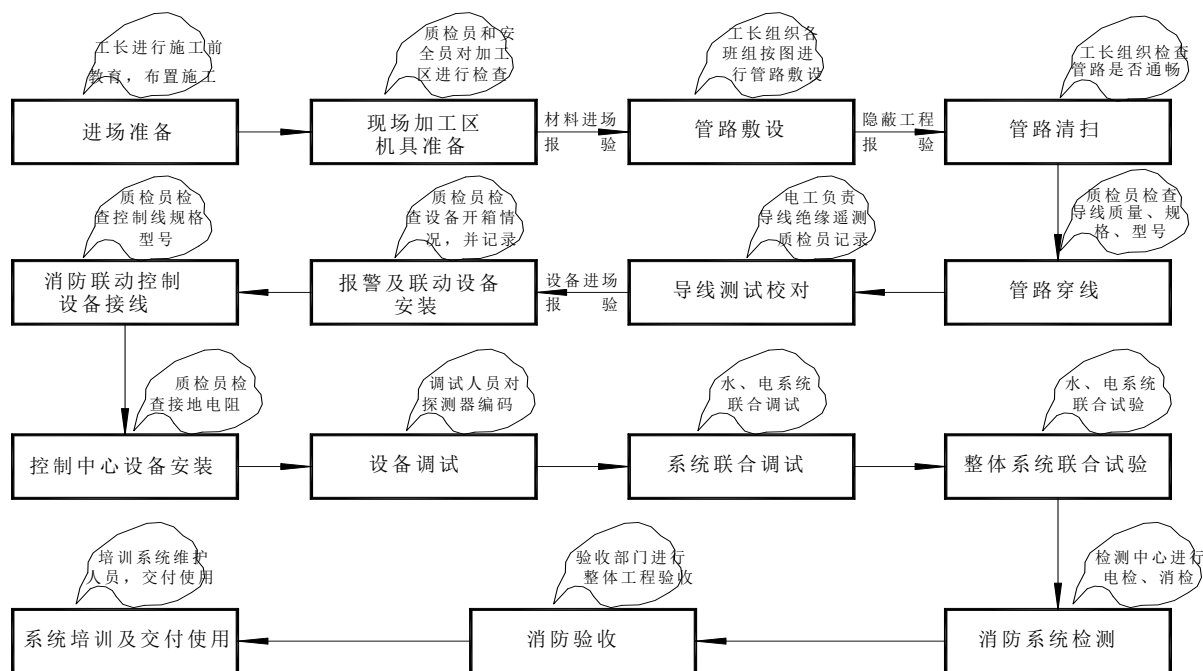 工长进行施工前
教育，布置施工
质检员和安
全员对加工
区进行检查
工长组织各
班组按图进
行管路敷设
工长组织检查
管路是否通畅
进场准备
现场加工区
机具准备
材料进场
报 验
管路敷设
隐蔽工程
报 验
管路清扫
质检员检
查控制线规格
型号
质检员检
查设备开箱情
况，并记录
电工负责
导线绝缘遥测
质检员记录
质检员检查
导线质量、规
格、型号
消防联动控制
设备接线
报警及联动设备
安装
设备进场
报 验
导线测试校对
管路穿线
质检员检
查接地电阻
调试人员对
探测器编码
水、电系统
联合调试
水、电系统
联合试验
控制中心设备安装
设备调试
系统联合调试
整体系统联合试验
培训系统维护
人员，交付使用
验收部门进行
整体工程验收
检测中心进行
电检、消检
系统培训及交付使用
消防验收
消防系统检测